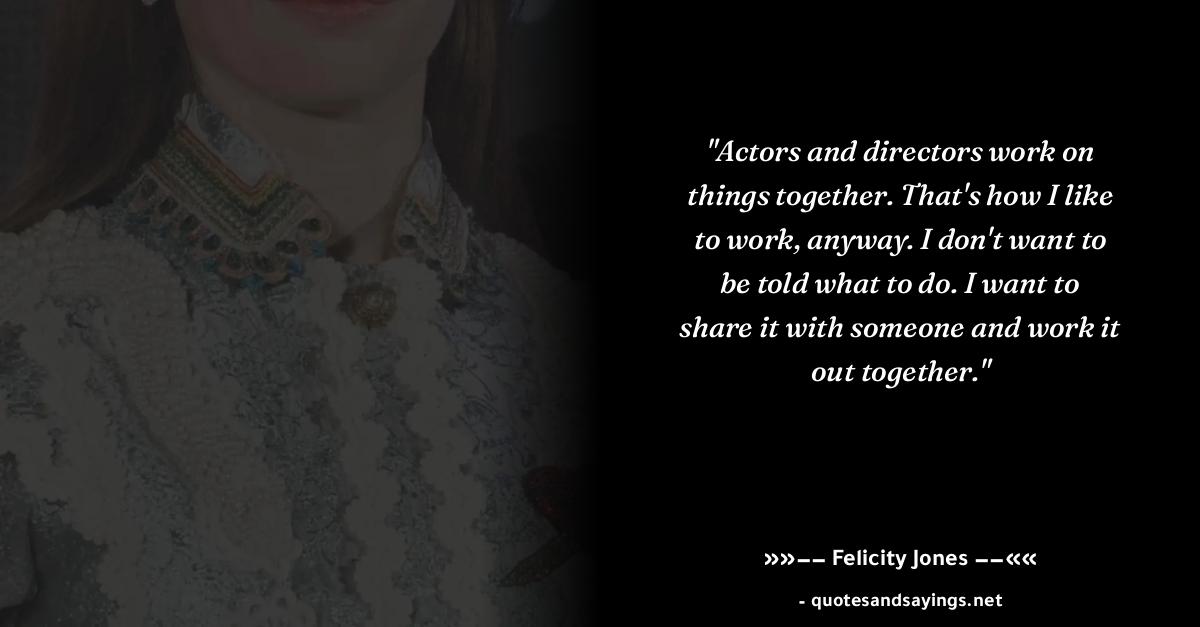 "Actors and directors work on
things together. That's how I like
to work, anyway. I don't want to
be told what to do. I want to
share it with someone and work it
out together."
»»−− Felicity Jones −−««
- quotesandsayings.net